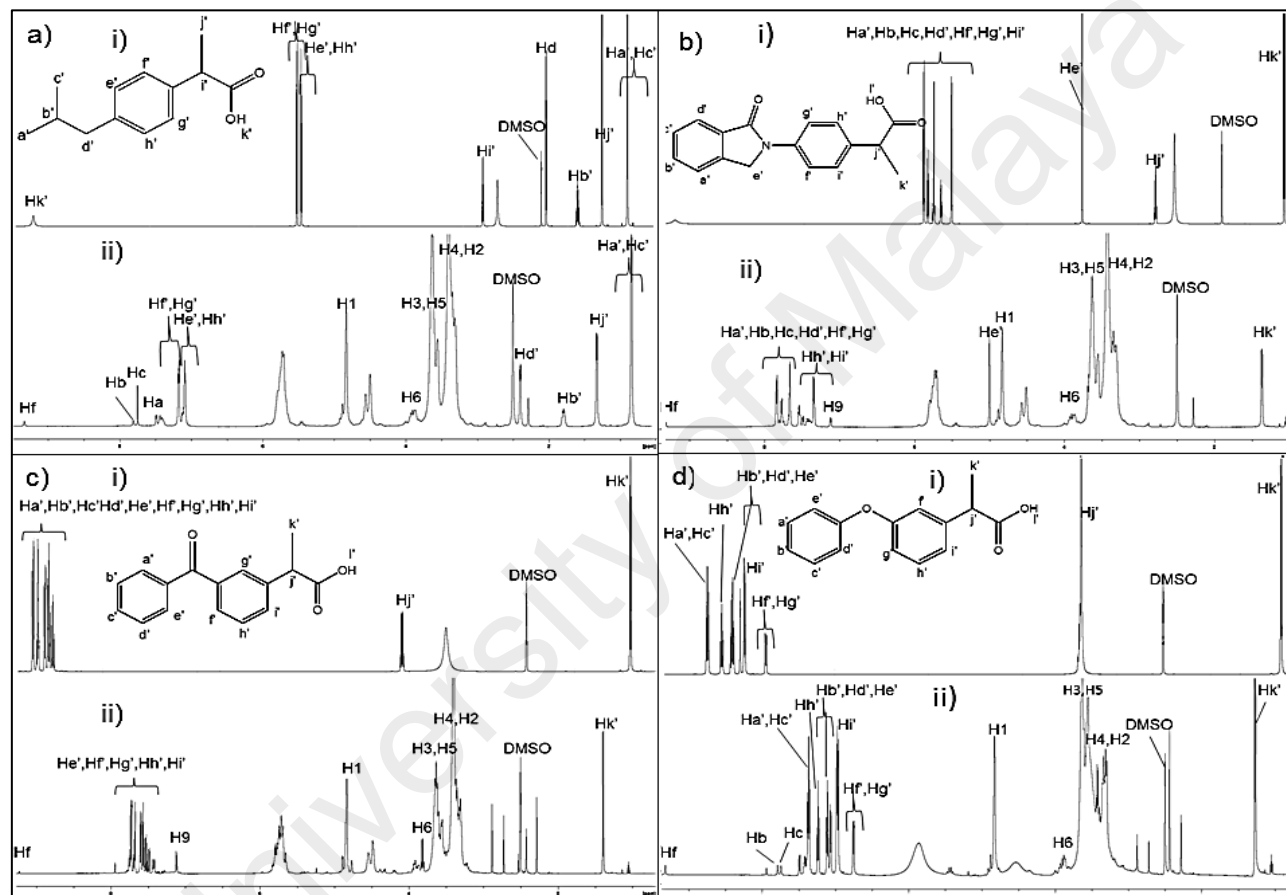 a)
i)
j'
f'
e'
c'
b'
a'
d'
h'
g'
i'
O
OH
k'
Hf',Hg'
He',Hh'
Hd
Ha',Hc'
DMSO
Hj'
Hi'
Hb'
Hk'
ii)
Hf',Hg'
He',Hh'
Hb
Hc
Ha
Hf
H1
H3,H5
H4,H2
H6
DMSO
Hd'
Hb'
Hj'
Ha',Hc'
b)
i)
Ha',Hb,Hc,Hd',Hf',Hg',Hi'
O
d'
c'
b'
a'
e'
N
g'
h'
f'
i'
l'
HO
O
j'
k'
He'
Hj'
DMSO
Hk'
ii)
Ha',Hb,Hc,Hd',Hf',Hg'
Hh',Hi'
H9
Hf
He'
H1
H3,H5
H4,H2
H6
DMSO
Hk'
c)
i)
Ha',Hb',Hc'Hd',He',Hf',Hg',Hh',Hi'
O
a'
b'
c'
d'
e'
f'
g'
h'
i'
j'
k'
l'
OH
O
Hj'
DMSO
Hk'
ii)
He',Hf',Hg',Hh',Hi'
H9
Hf
H1
H3,H5
H4,H2
H6
DMSO
Hk'
d)
i)
Hb',Hd',He'
Hh'
Ha',Hc'
Hi'
Hf',Hg'
e'
a'
b
c'
d'
O
f'
g
h'
i'
j'
k'
OH
l'
O
Hj'
DMSO
Hk'
ii)
Hb',Hd',He'
Hh'
Ha',Hc'
Hi'
Hf',Hg'
Hb
Hc
Hf
H1
H3,H5
H4,H2
H6
DMSO
Hk'
University of Malaya